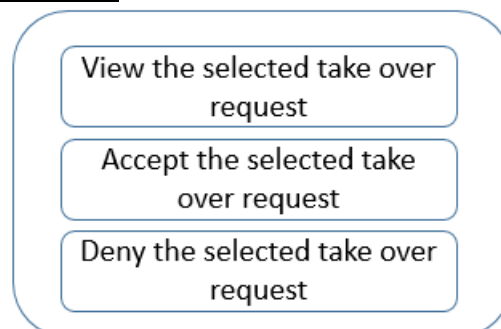 View the selected take over
request
Accept the selected take
over request
Deny the selected take over
request